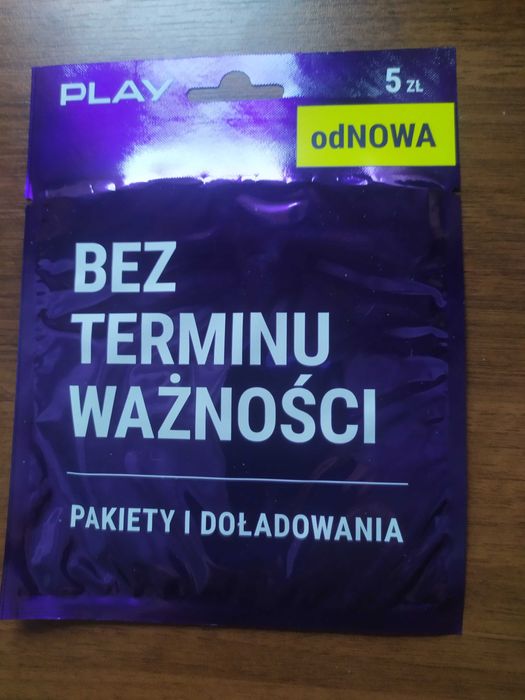 PLAY
5 ZŁ
odNOWA
BEZ
TERMINU
WAŻNOŚCI
PAKIETY I DOŁADOWANIA